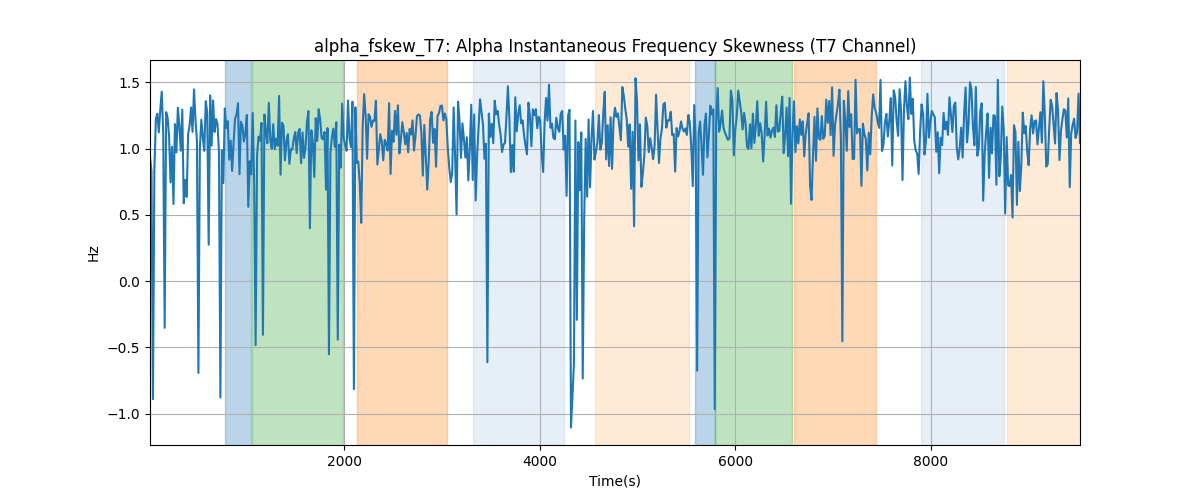 alpha_fskew_T7: Alpha Instantaneous Frequency Skewness (T7 Channel)
1.5
1.0
0.5
0.0
−0.5
−1.0
Hz
2000 4000 6000 8000
Time(s)